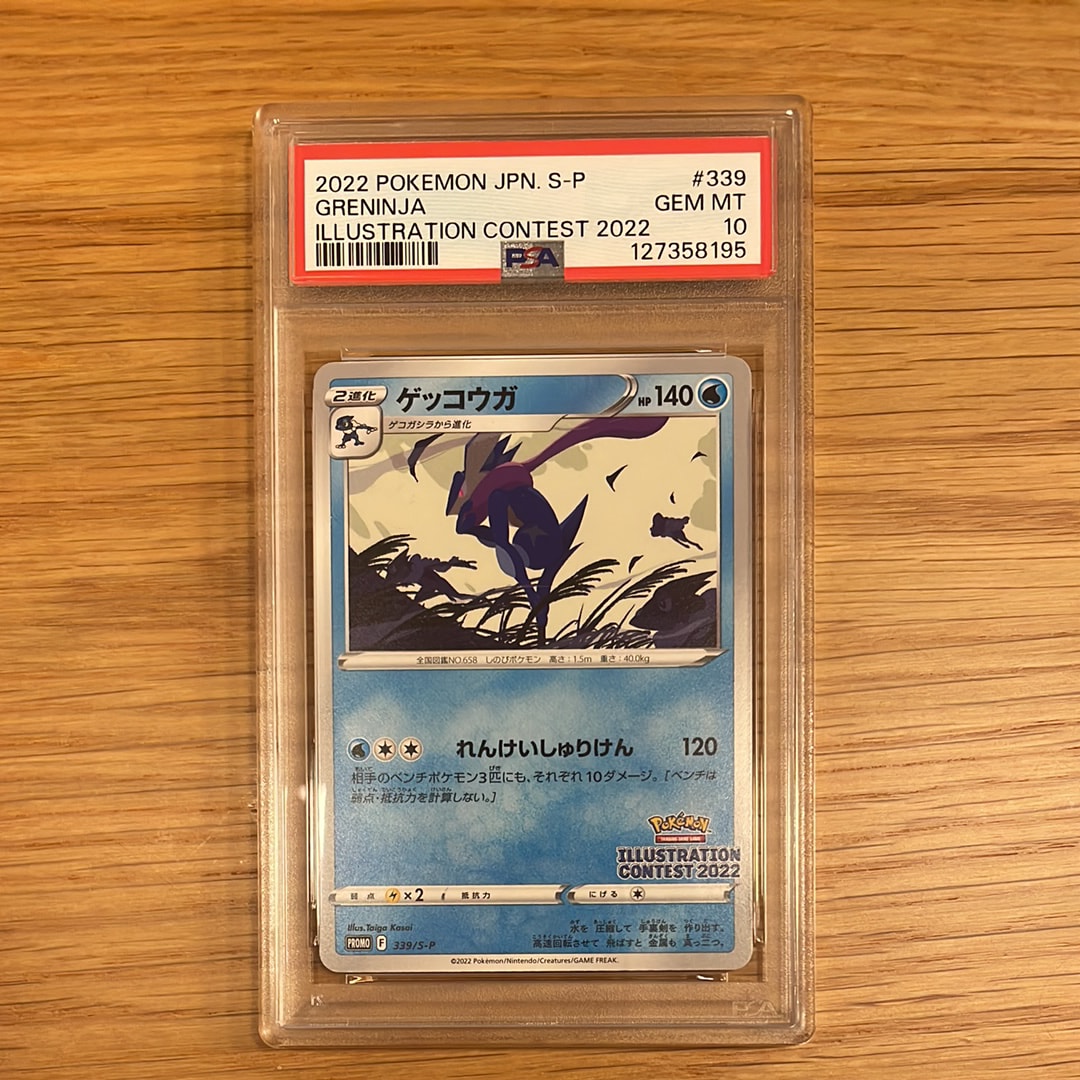 2022 POKEMON JPN. S-P #339
GRENINJA GEM MT
ILLUSTRATION CONTEST 2022 10
127358195
PSA
2進化
ゲッコウガ
HP 140
ゲコガシラから進化
全国図鑑NO.658 しのびポケモン 高さ:1.5m 重さ:40.0kg
れんけいしゅりけん 120
相手のベンチポケモン3匹にも、それぞれ10ダメージ。[ベンチは
弱点・抵抗力を計算しない。]
Pokémon
TRADING CARD GAME
ILLUSTRATION
CONTEST 2022
弱点 ×2 抵抗力 にげる
Illus.Taiga Kasai
水を 圧縮して 手裏剣を 作り出す。
高速回転させて 飛ばすと 金属も 真っ二つ。
PROMO F 339/S-P
©2022 Pokémon/Nintendo/Creatures/GAME FREAK.
PSA